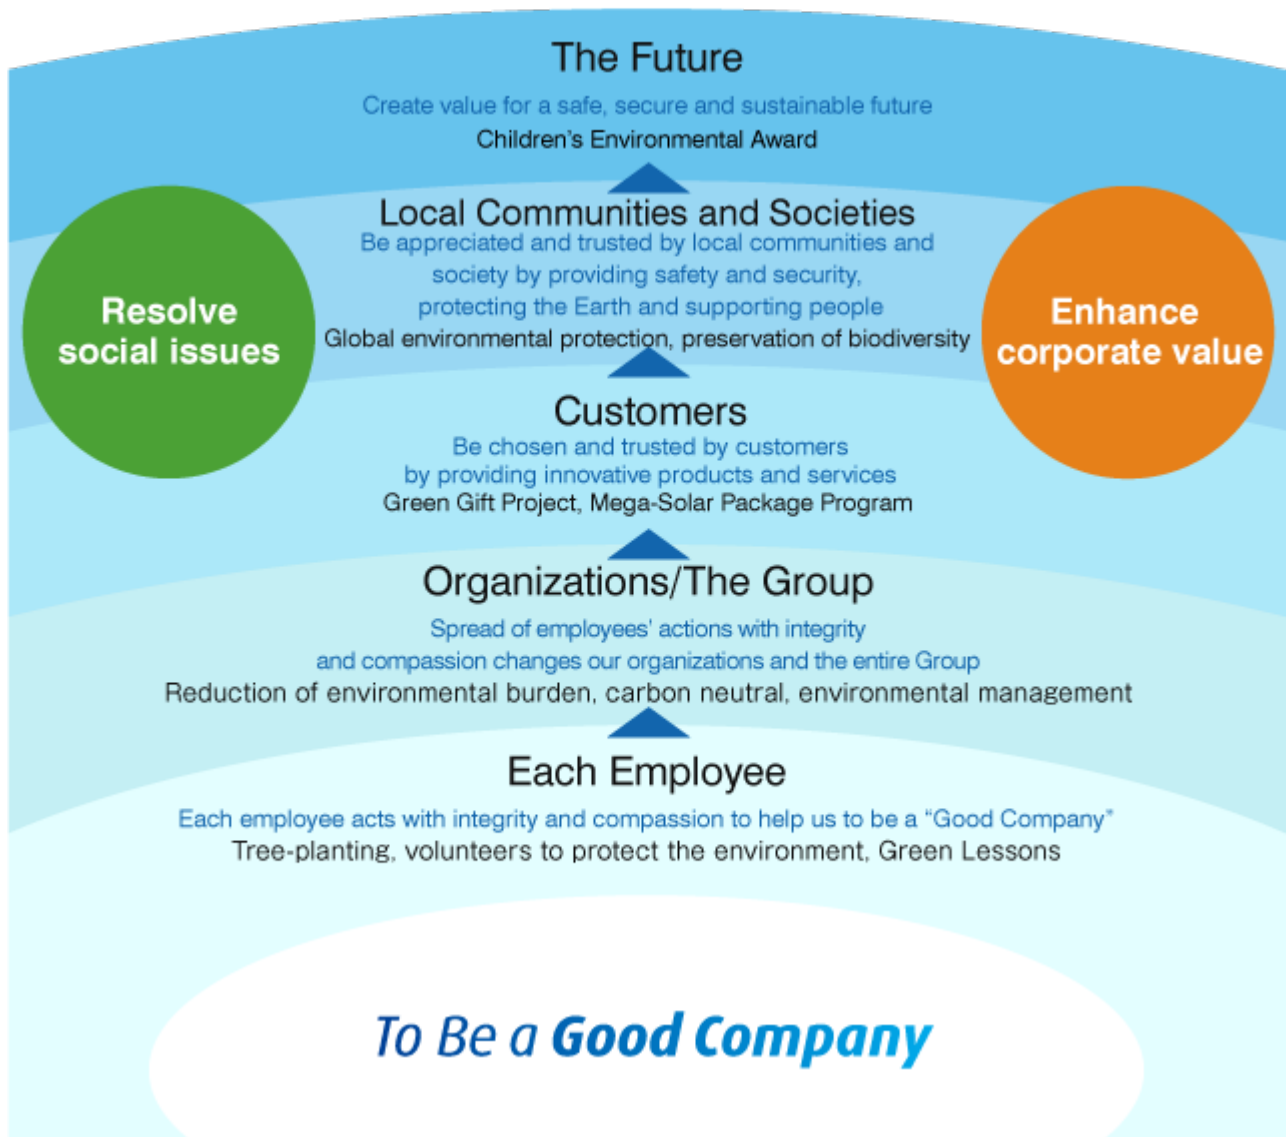 The Future
Create value for a safe, secure and sustainable future
Children's Environmental Award
Local Communities and Societies
Be appreciated and trusted by local communities and
society by providing safety and security,
protecting the Earth and supporting people
Global environmental protection, preservation of biodiversity
Resolve
social issues
Enhance
corporate value
Customers
Be chosen and trusted by customers
by providing innovative products and services
Green Gift Project, Mega-Solar Package Program
Organizations/The Group
Spread of employees' actions with integrity
and compassion changes our organizations and the entire Group
Reduction of environmental burden, carbon neutral, environmental management
Each Employee
Each employee acts with integrity and compassion to help us to be a “Good Company”
Tree-planting, volunteers to protect the environment, Green Lessons
To Be a Good Company